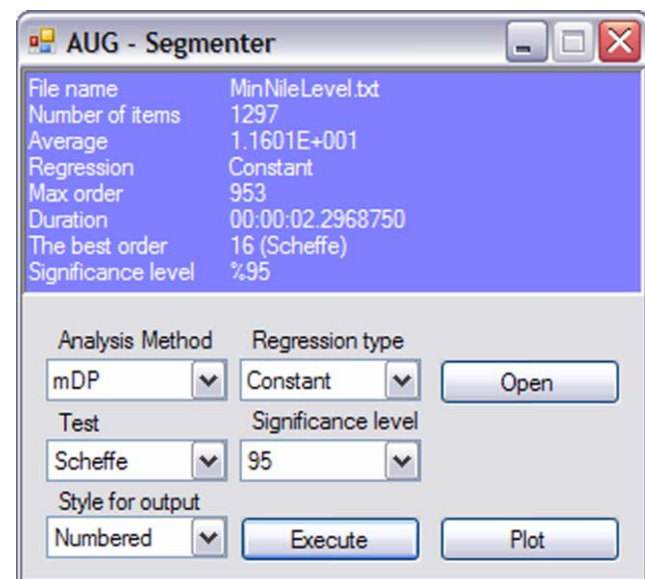 AUG - Segmenter
File name MinNileLevel.txt
Number of items 1297
Average 1.1601E+001
Regression Constant
Max order 953
Duration 00:00:02.2968750
The best order 16 (Scheffe)
Significance level %95
Analysis Method Regression type
mDP Constant Open
Test Significance level
Scheffe 95
Style for output
Numbered Execute Plot